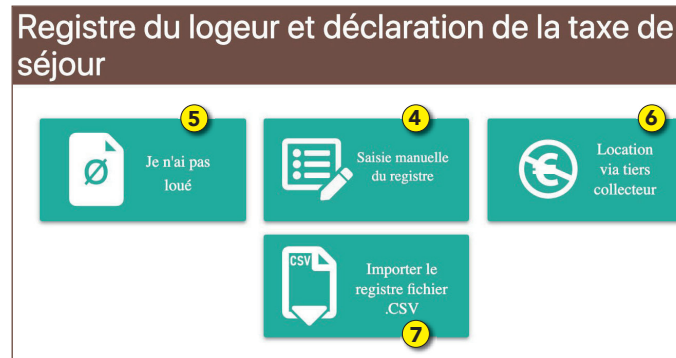 Registre du logeur et déclaration de la taxe de
séjour
5
Je n'ai pas
loué
4
Saisie manuelle
du registre
6
Location
via tiers
collecteur
CSV
Importer le
registre fichier
.CSV
7